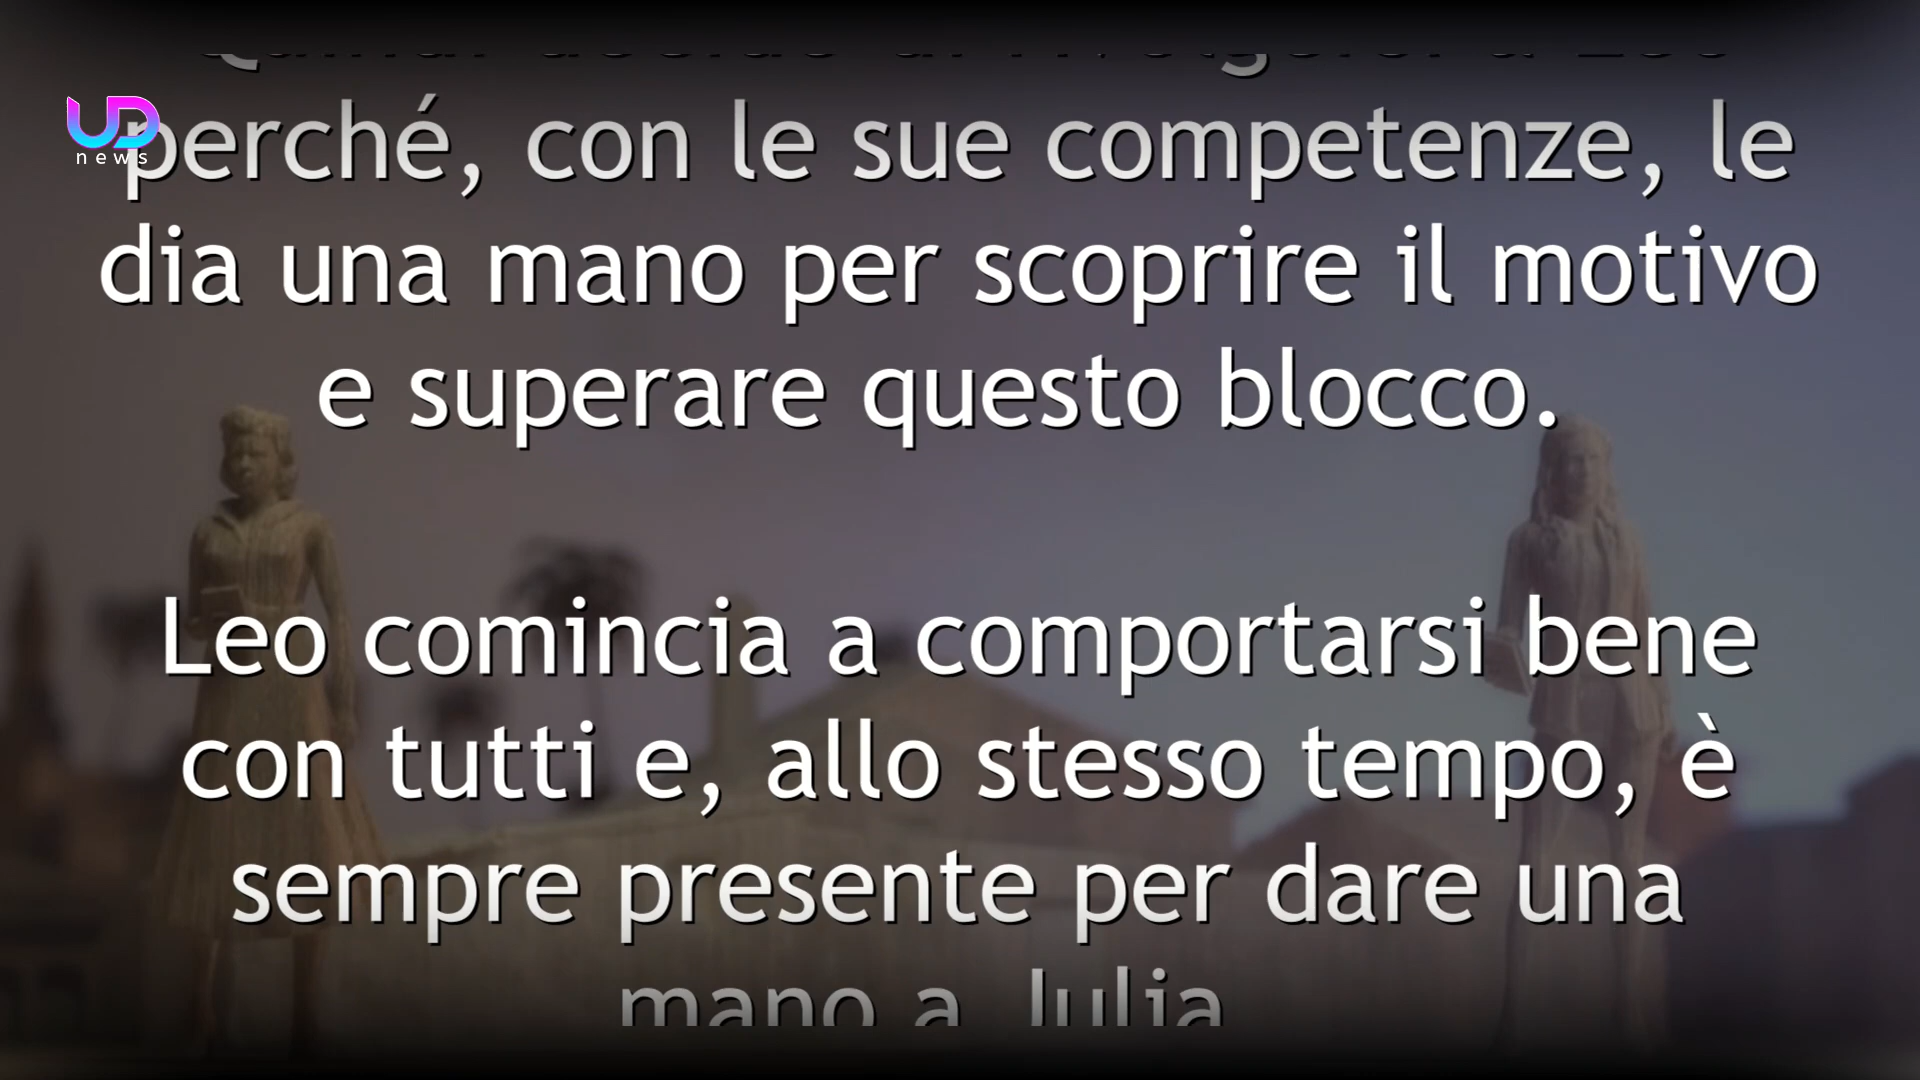 UD
news
perché, con le sue competenze, le
dia una mano per scoprire il motivo
e superare questo blocco.
Leo comincia a comportarsi bene
con tutti e, allo stesso tempo, è
sempre presente per dare una
mano a Julia